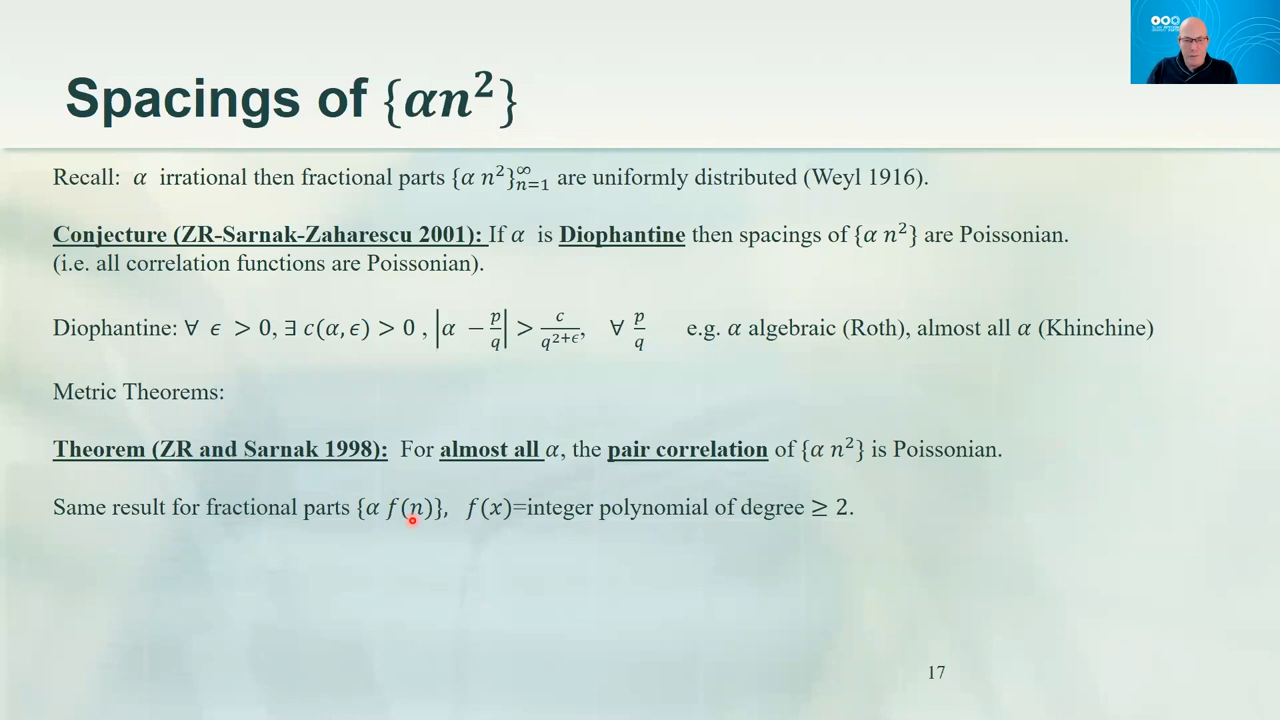 Spacings of {αn²}
Recall: α irrational then fractional parts {α n²}ₙ₌₁^∞ are uniformly distributed (Weyl 1916).
Conjecture (ZR-Sarnak-Zaharescu 2001): If α is Diophantine then spacings of {α n²} are Poissonian.
(i.e. all correlation functions are Poissonian).
Diophantine: ∀ ϵ > 0, ∃ c(α, ϵ) > 0 , |α − p/q| > c/q^(2+ϵ), ∀ p/q e.g. α algebraic (Roth), almost all α (Khinchine)
Metric Theorems:
Theorem (ZR and Sarnak 1998): For almost all α, the pair correlation of {α n²} is Poissonian.
Same result for fractional parts {α f(n)}, f(x)=integer polynomial of degree ≥ 2.
17